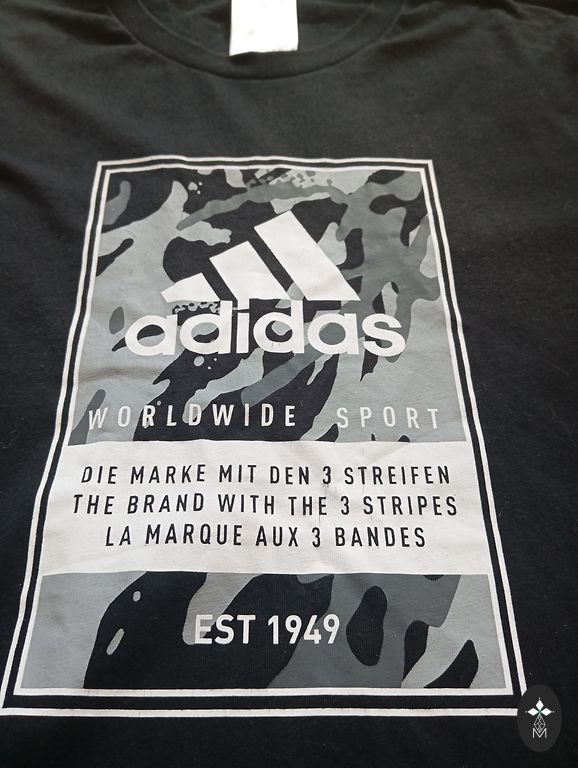 adidas
WORLDWIDE SPORT
DIE MARKE MIT DEN 3 STREIFEN
THE BRAND WITH THE 3 STRIPES
LA MARQUE AUX 3 BANDES
EST 1949
M